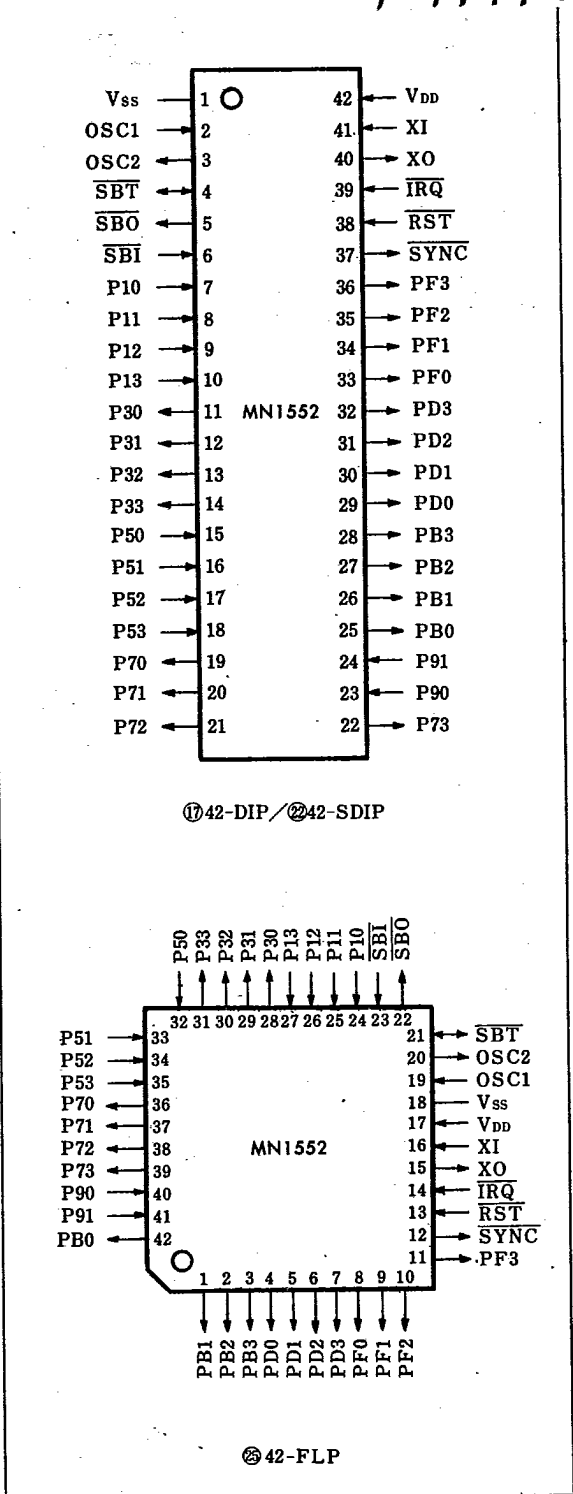 Vss 1 42 VDD
OSC1 2 41 XI
OSC2 3 40 XO
SBT 4 39 IRQ
SBO 5 38 RST
SBI 6 37 SYNC
P10 7 36 PF3
P11 8 35 PF2
P12 9 34 PF1
P13 10 33 PF0
P30 11 MN1552 32 PD3
P31 12 31 PD2
P32 13 30 PD1
P33 14 29 PD0
P50 15 28 PB3
P51 16 27 PB2
P52 17 26 PB1
P53 18 25 PB0
P70 19 24 P91
P71 20 23 P90
P72 21 22 P73
⑰42-DIP/㉒42-SDIP
P50 P33 P32 P31 P30 P13 P12 P11 P10 SBI SBO
32 31 30 29 28 27 26 25 24 23 22
P51 33 21 SBT
P52 34 20 OSC2
P53 35 19 OSC1
P70 36 18 Vss
P71 37 17 VDD
P72 38 MN1552 16 XI
P73 39 15 XO
P90 40 14 IRQ
P91 41 13 RST
PB0 42 12 SYNC
11 PF3
1 2 3 4 5 6 7 8 9 10
PB1 PB2 PB3 PD0 PD1 PD2 PD3 PF0 PF1 PF2
㉕42-FLP